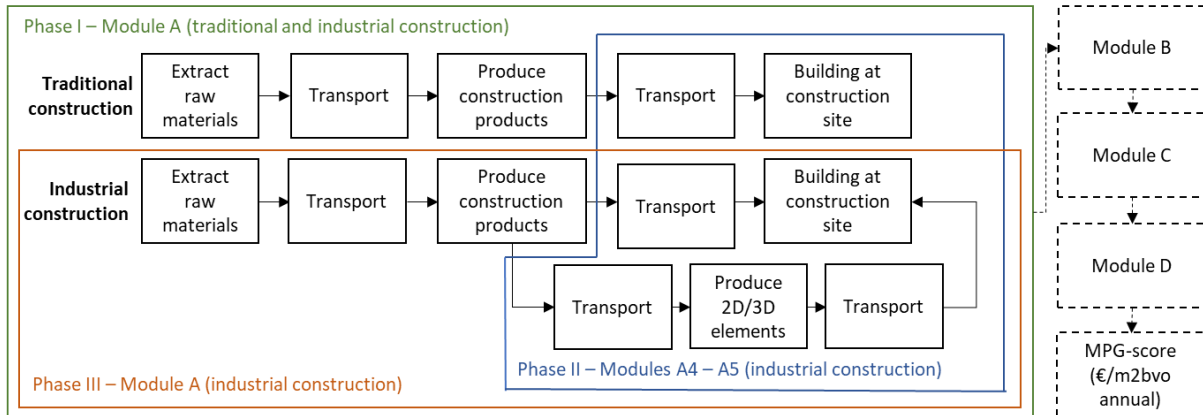 Phase I – Module A (traditional and industrial construction)
Traditional
construction
Extract
raw
materials
Transport
Produce
construction
products
Transport
Building at
construction
site
Industrial
construction
Extract
raw
materials
Transport
Produce
construction
products
Transport
Building at
construction
site
Transport
Produce
2D/3D
elements
Transport
Phase II – Modules A4 – A5 (industrial construction)
Phase III – Module A (industrial construction)
Module B
Module C
Module D
MPG-score
(€/m2bvo
annual)